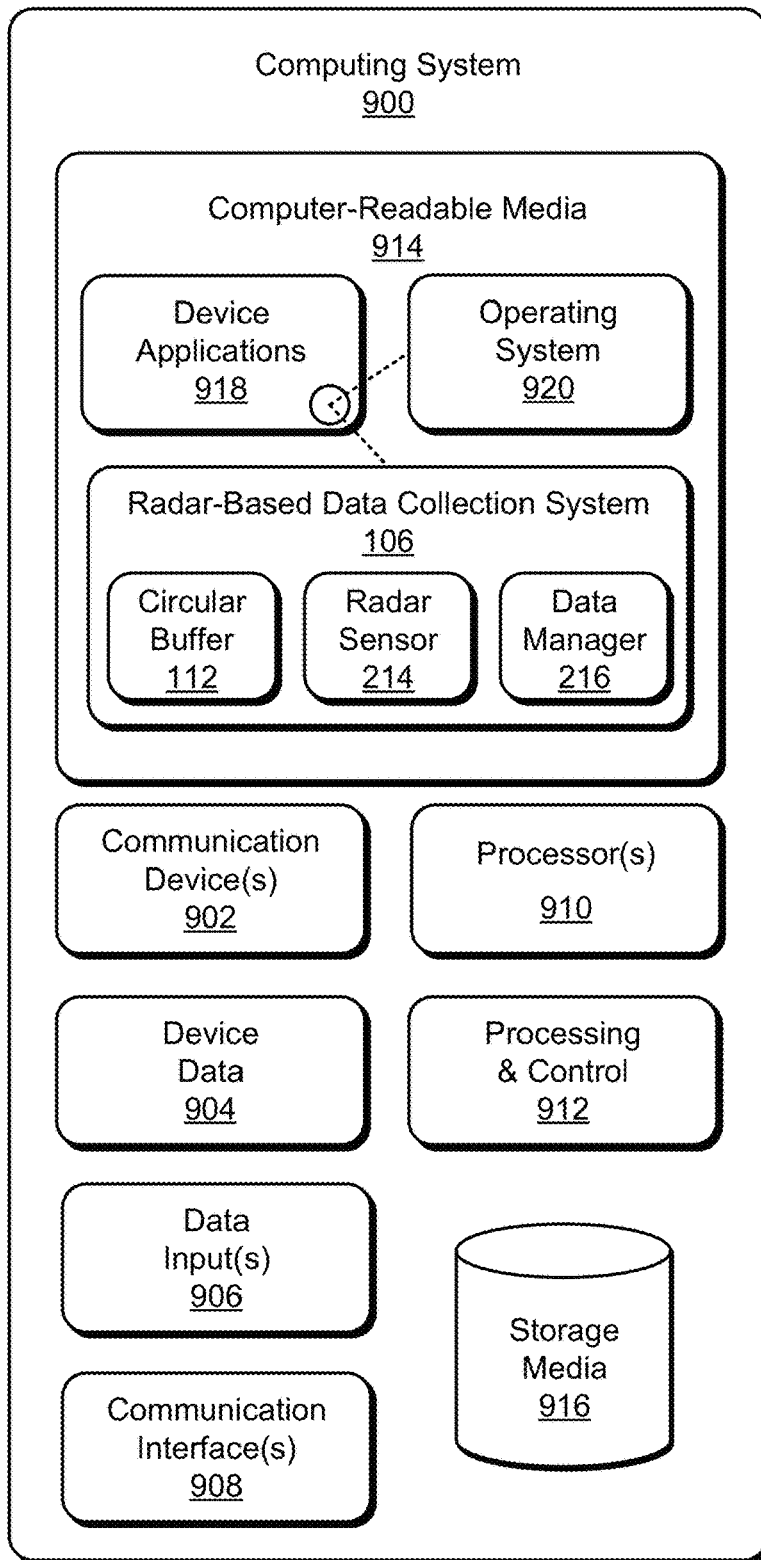 Computing System
900
Computer-Readable Media
914
Device
Applications
918
Operating
System
920
Radar-Based Data Collection System
106
Circular
Buffer
112
Radar
Sensor
214
Data
Manager
216
Communication
Device(s)
902
Processor(s)
910
Device
Data
904
Processing
& Control
912
Data
Input(s)
906
Storage
Media
916
Communication
Interface(s)
908